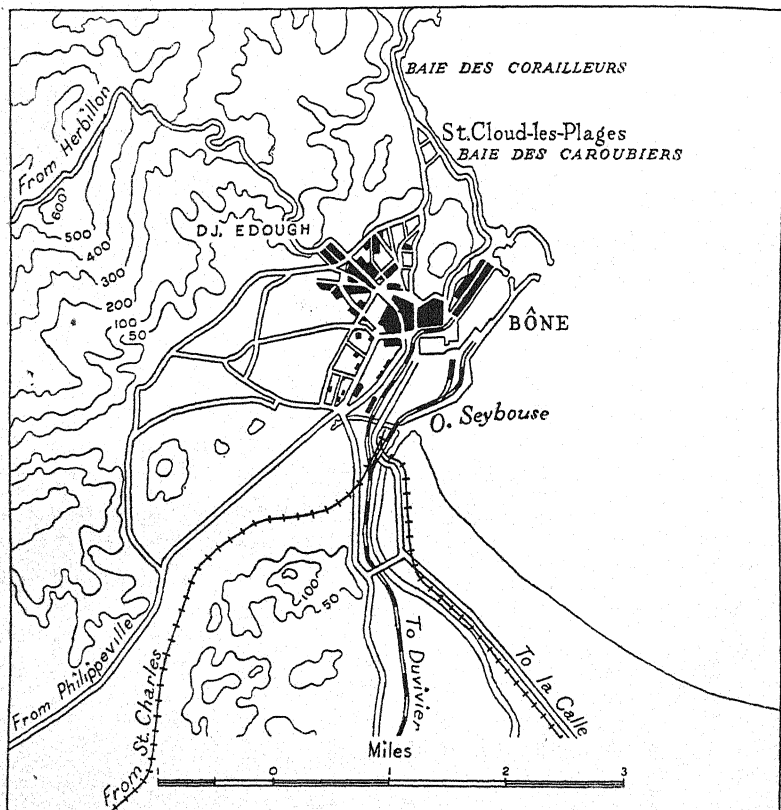 BAIE DES CORAILLEURS
St.Cloud-les-Plages
BAIE DES CAROUBIERS
From Herbillon
600
500
400
300
200
100
50
DJ. EDOUGH
BÔNE
O. Seybouse
100
50
From Philippeville
From St. Charles
To Duvivier
To la Calle
Miles
1 0 1 2 3